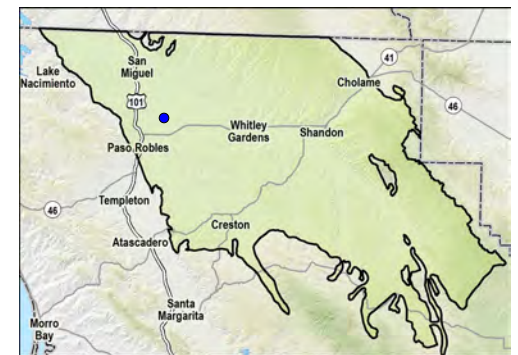 Lake
Nacimiento
San
Miguel
101
41
Cholame
46
Whitley
Gardens
Shandon
Paso Robles
Templeton
46
Creston
Atascadero
Santa
Margarita
Morro
Bay